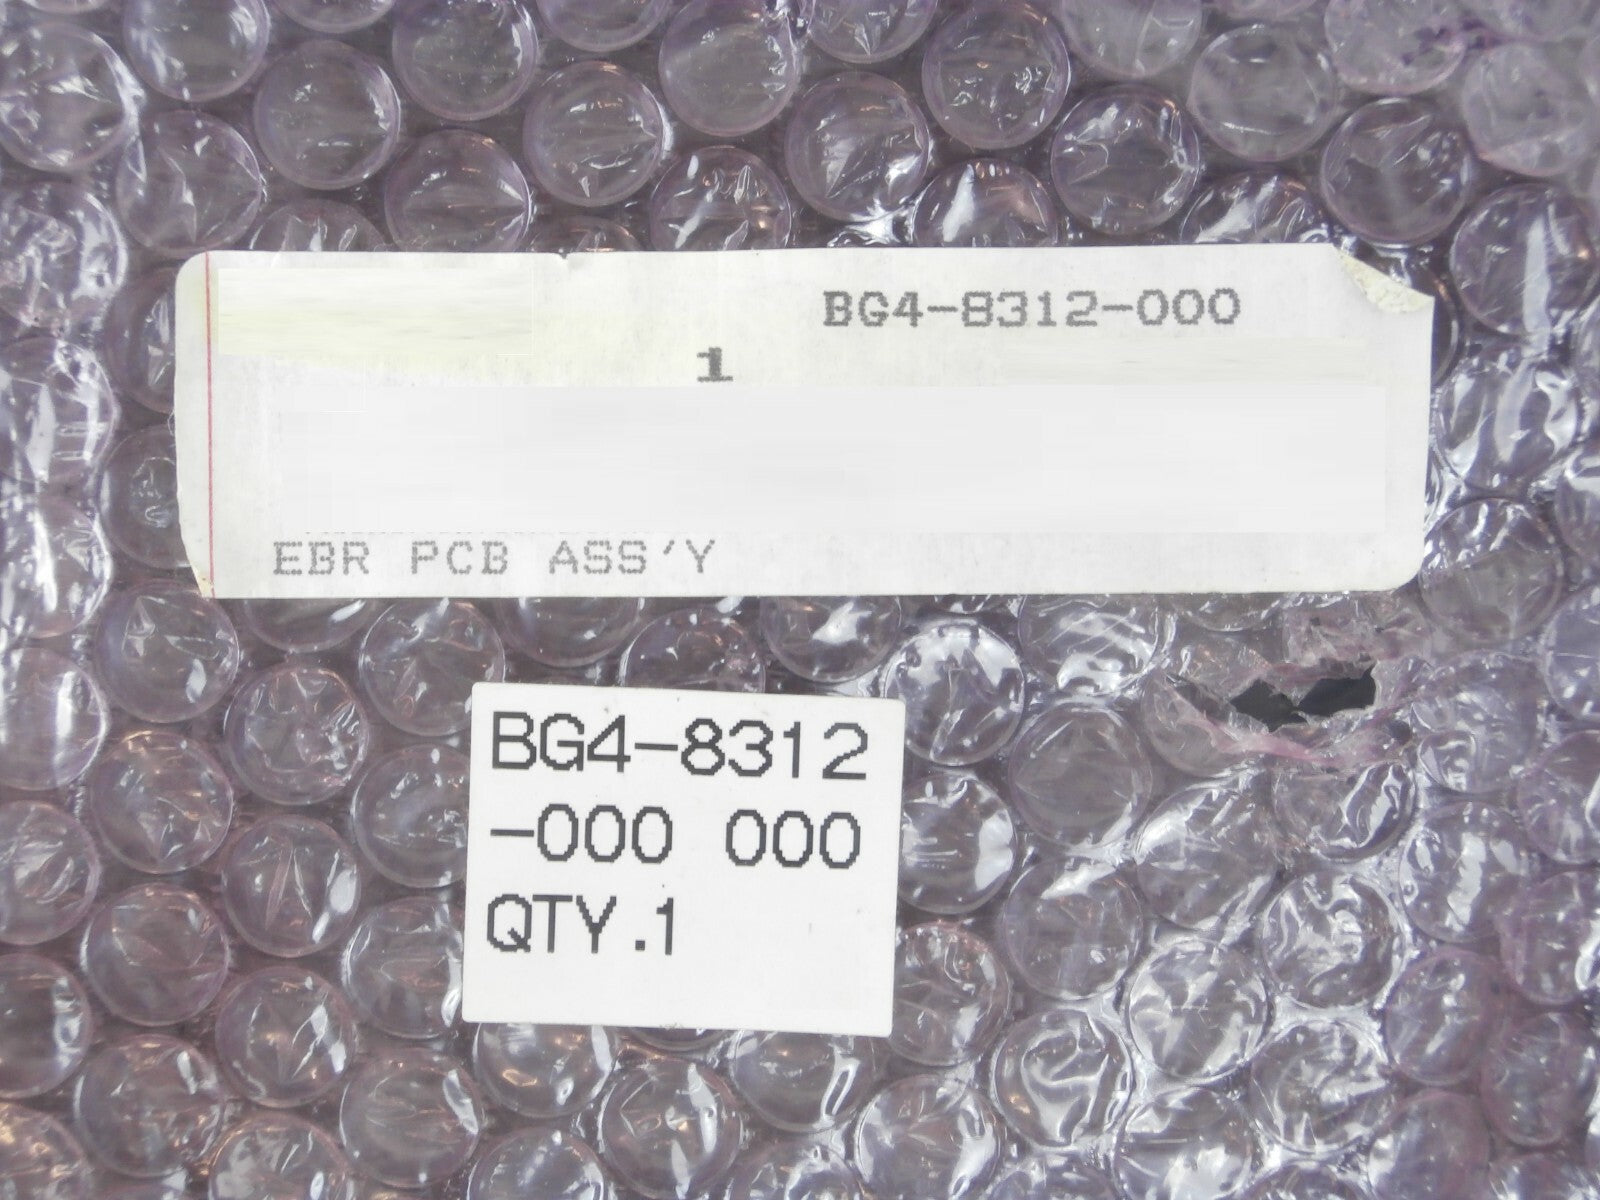 BG4-8312-000
1
EBR PCB ASS'Y
BG4-8312
-000 000
QTY.1